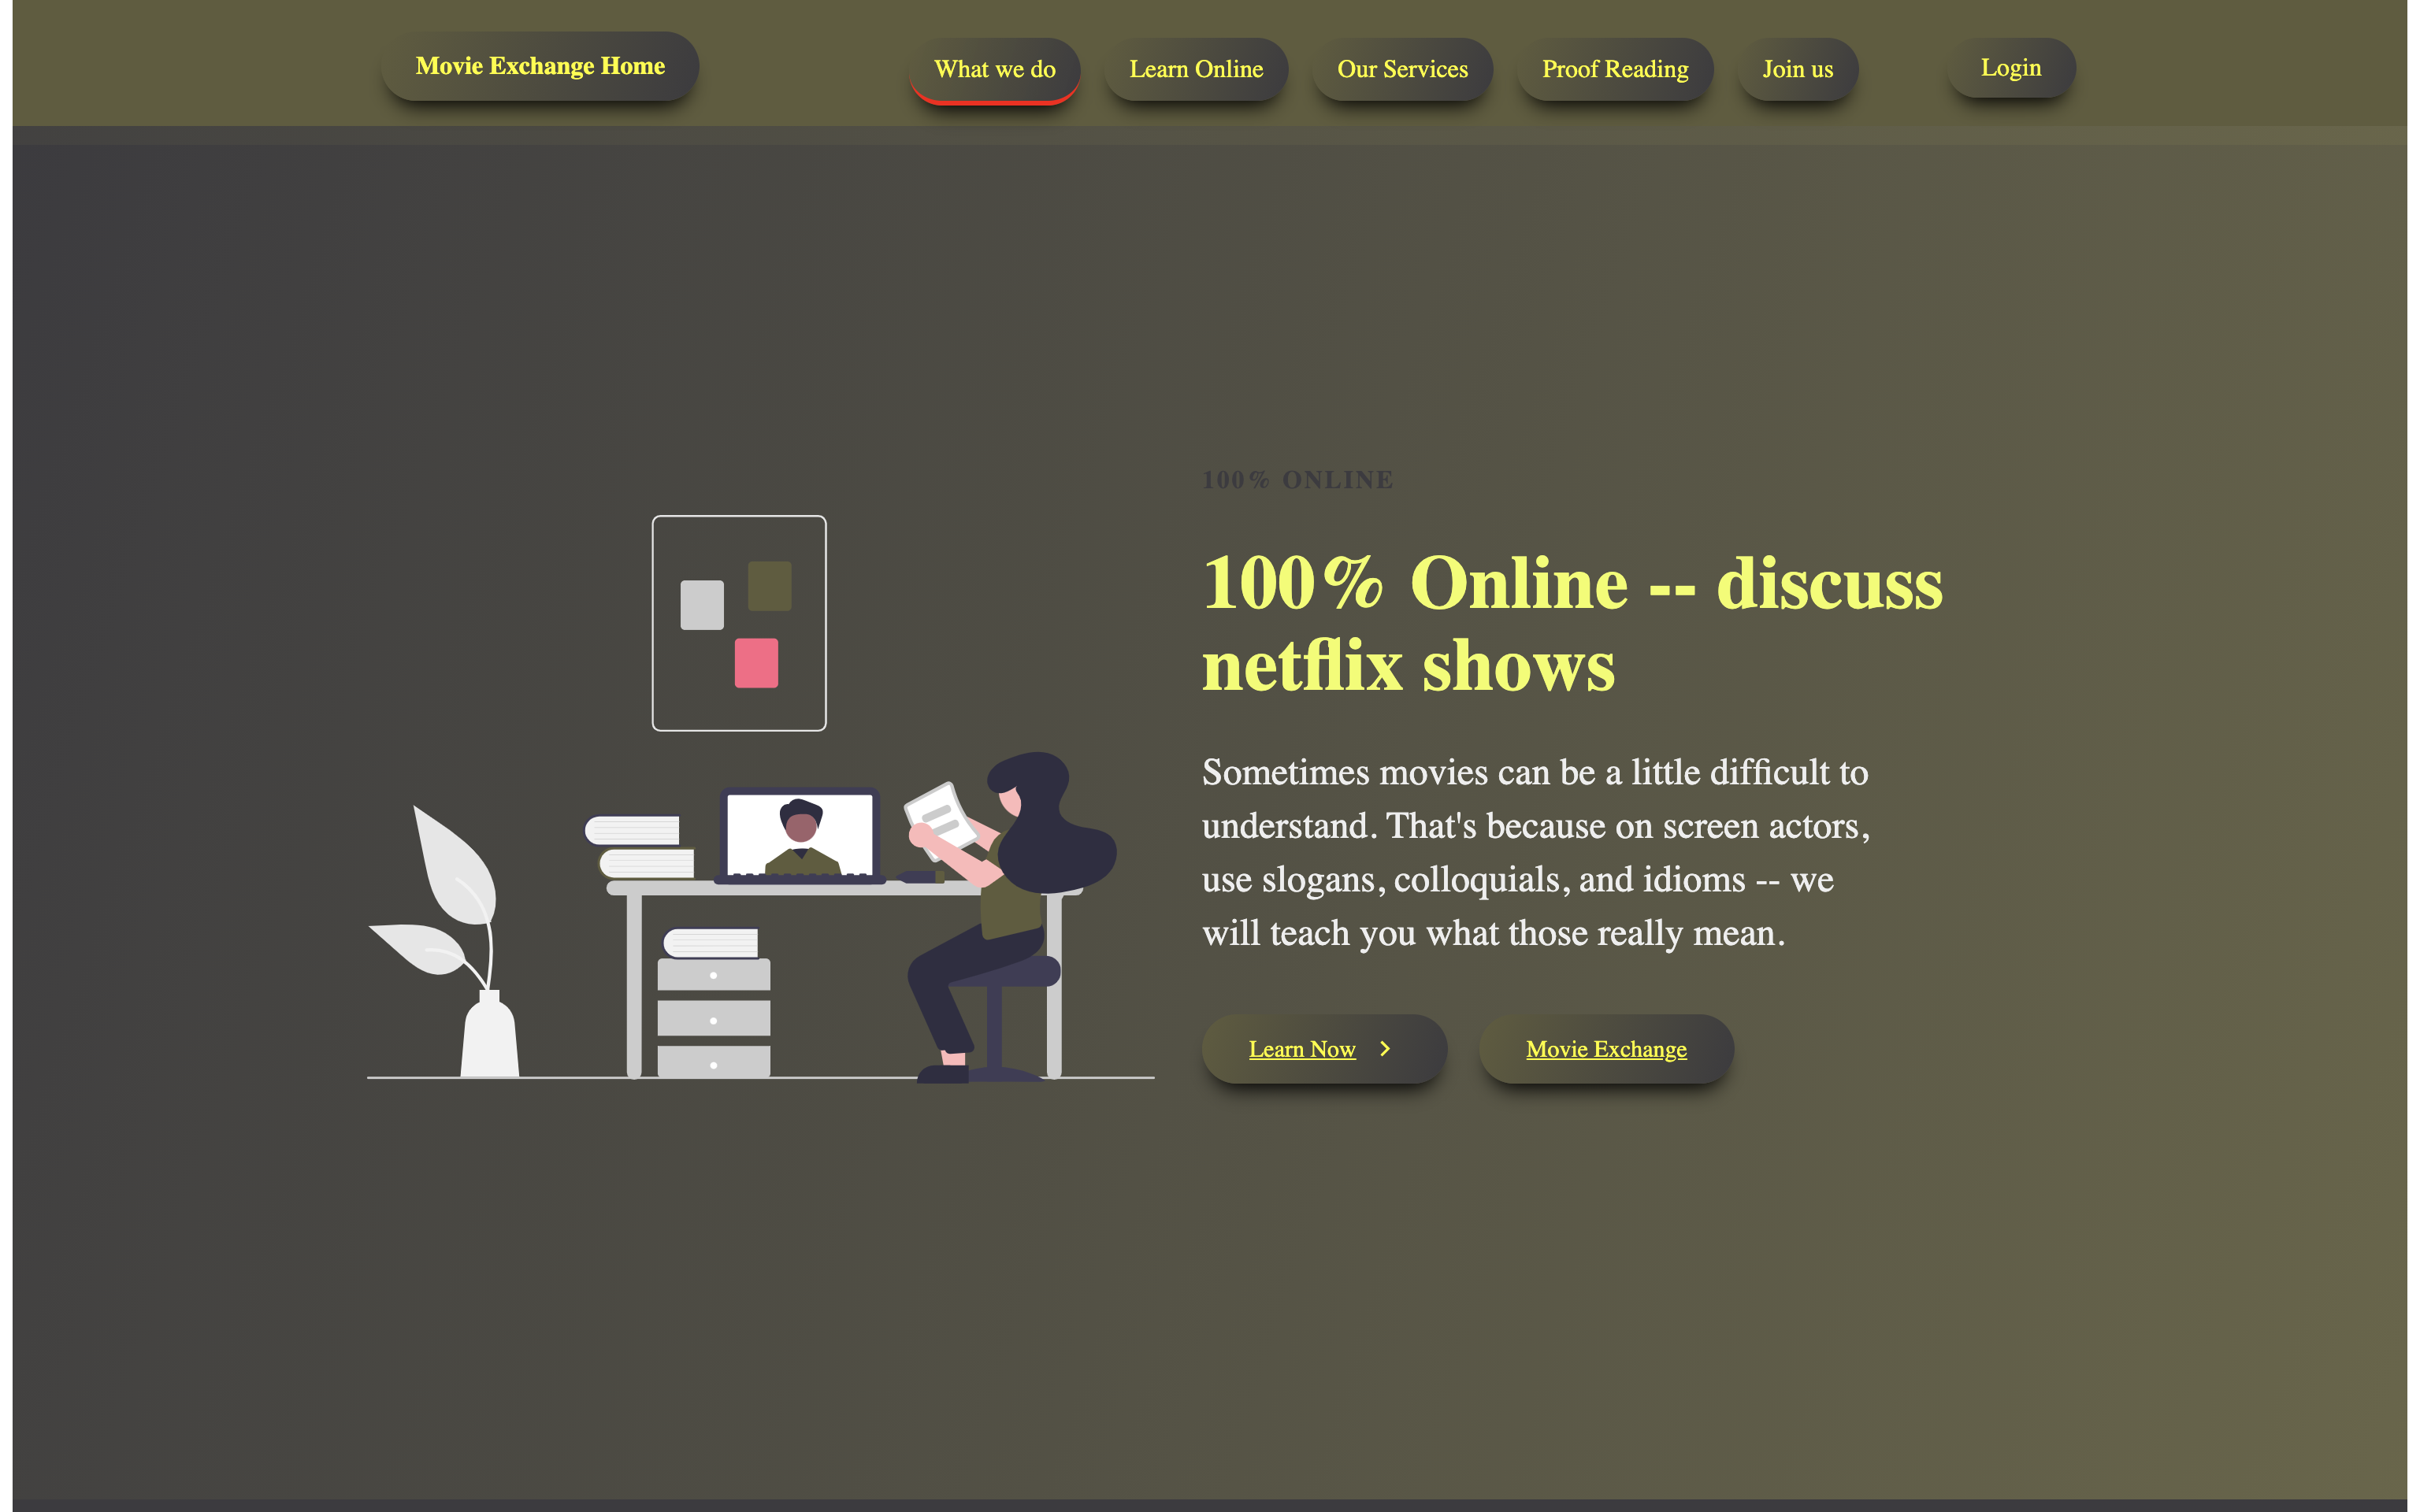 Movie Exchange Home
What we do
Learn Online
Our Services
Proof Reading
Join us
Login
100% ONLINE
100% Online -- discuss
netflix shows
Sometimes movies can be a little difficult to
understand. That's because on screen actors,
use slogans, colloquials, and idioms -- we
will teach you what those really mean.
Learn Now
Movie Exchange